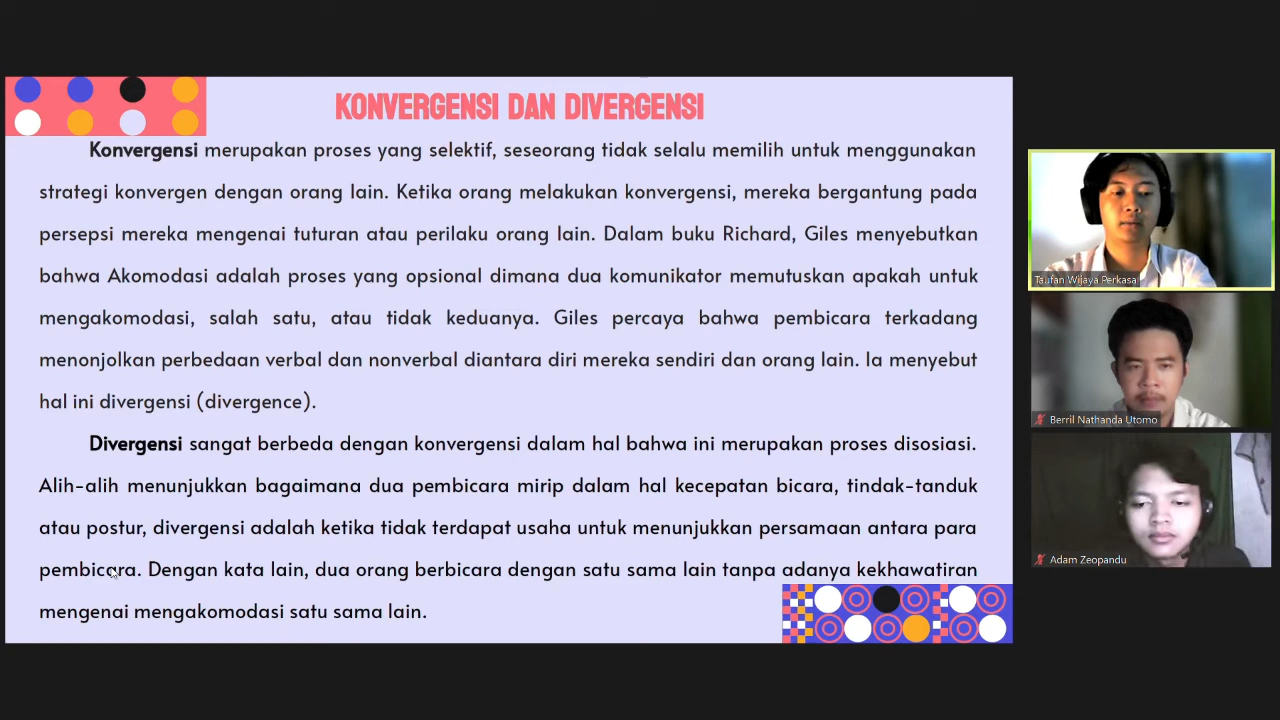 KONVERGENSI DAN DIVERGENSI
Konvergensi merupakan proses yang selektif, seseorang tidak selalu memilih untuk menggunakan
strategi konvergen dengan orang lain. Ketika orang melakukan konvergensi, mereka bergantung pada
persepsi mereka mengenai tuturan atau perilaku orang lain. Dalam buku Richard, Giles menyebutkan
bahwa Akomodasi adalah proses yang opsional dimana dua komunikator memutuskan apakah untuk
mengakomodasi, salah satu, atau tidak keduanya. Giles percaya bahwa pembicara terkadang
menonjolkan perbedaan verbal dan nonverbal diantara diri mereka sendiri dan orang lain. Ia menyebut
hal ini divergensi (divergence).
Divergensi sangat berbeda dengan konvergensi dalam hal bahwa ini merupakan proses disosiasi.
Alih-alih menunjukkan bagaimana dua pembicara mirip dalam hal kecepatan bicara, tindak-tanduk
atau postur, divergensi adalah ketika tidak terdapat usaha untuk menunjukkan persamaan antara para
pembicara. Dengan kata lain, dua orang berbicara dengan satu sama lain tanpa adanya kekhawatiran
mengenai mengakomodasi satu sama lain.
Taufan Wijaya Perkasa
Berril Nathanda Utomo
Adam Zeopandu